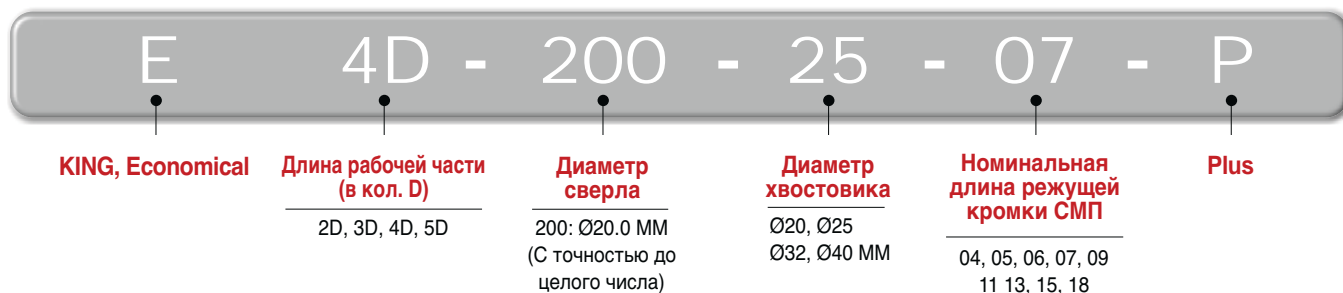 E 4D - 200 - 25 - 07 - P
KING, Economical
Длина рабочей части
(в кол. D)
2D, 3D, 4D, 5D
Диаметр
сверла
200: Ø20.0 ММ
(С точностью до
целого числа)
Диаметр
хвостовика
Ø20, Ø25
Ø32, Ø40 ММ
Номинальная
длина режущей
кромки СМП
04, 05, 06, 07, 09
11 13, 15, 18
Plus